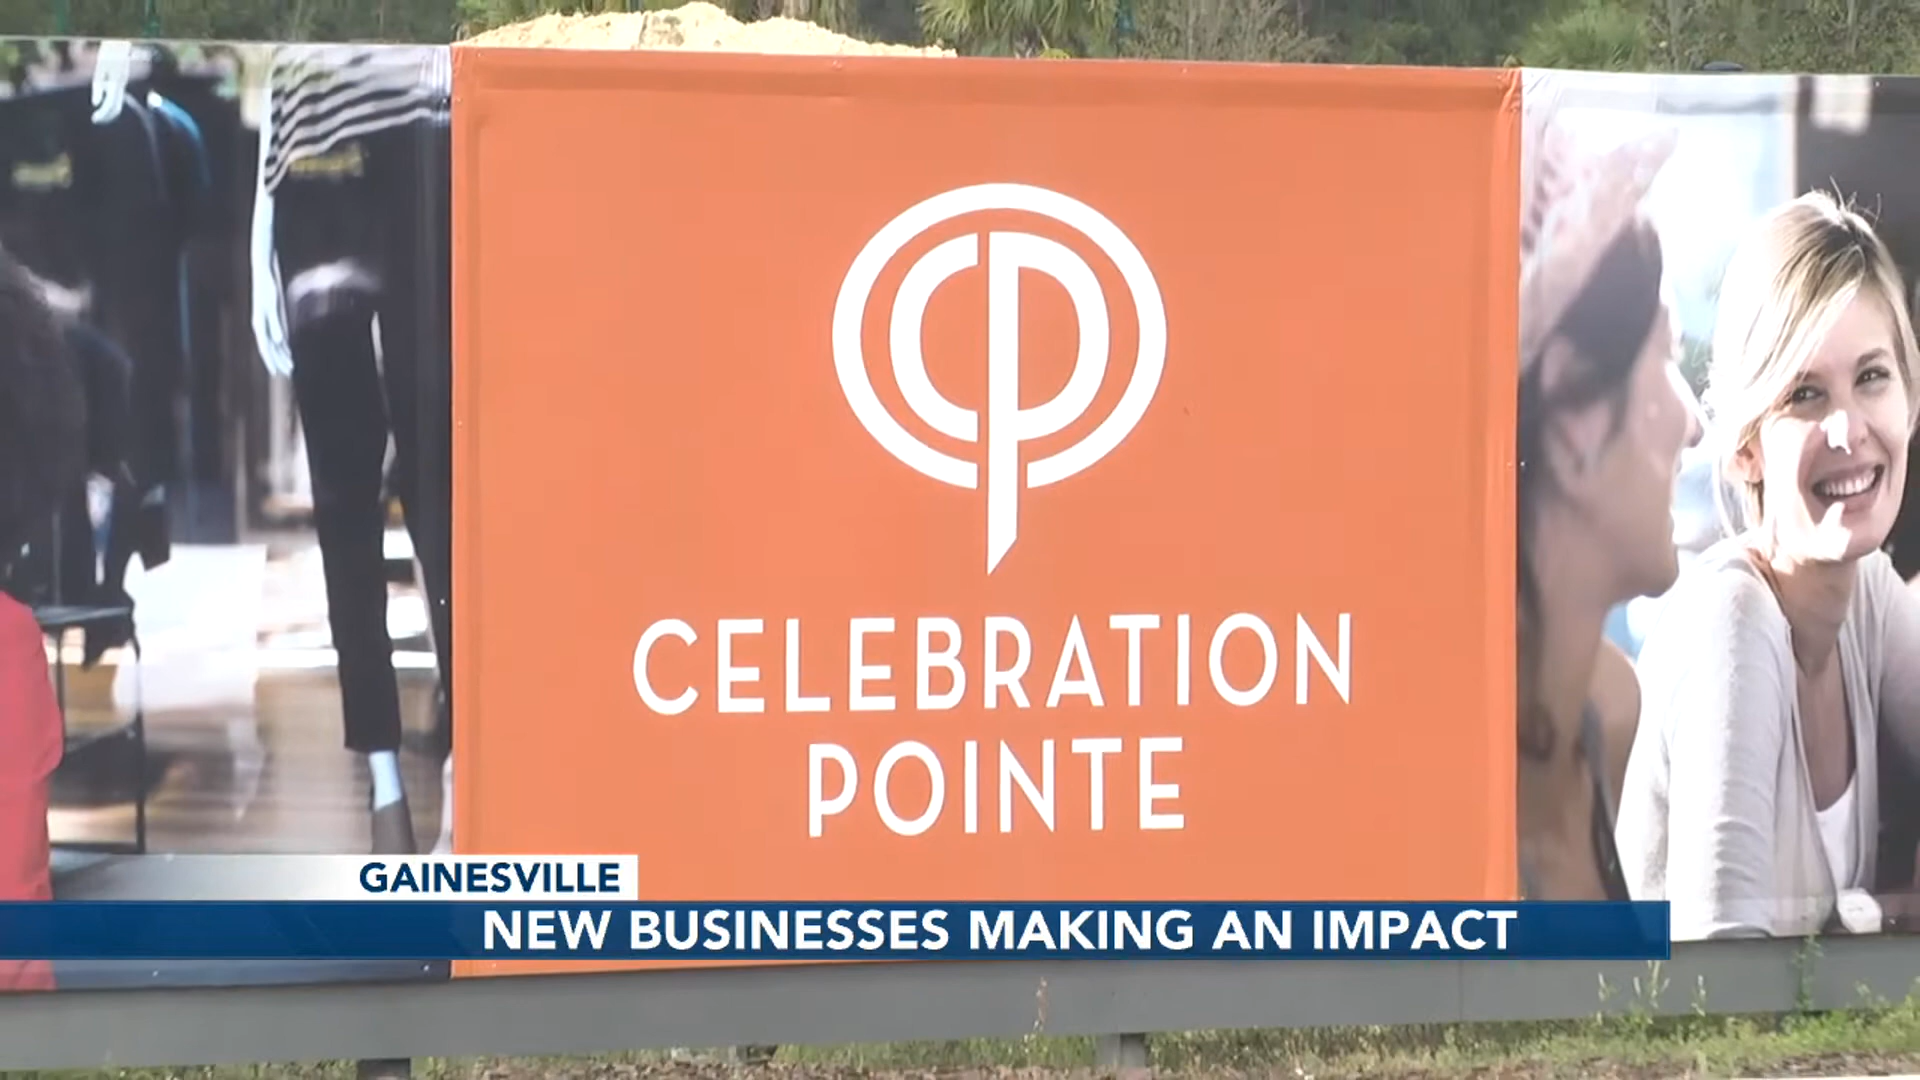 CP
CELEBRATION
POINTE
GAINESVILLE
NEW BUSINESSES MAKING AN IMPACT